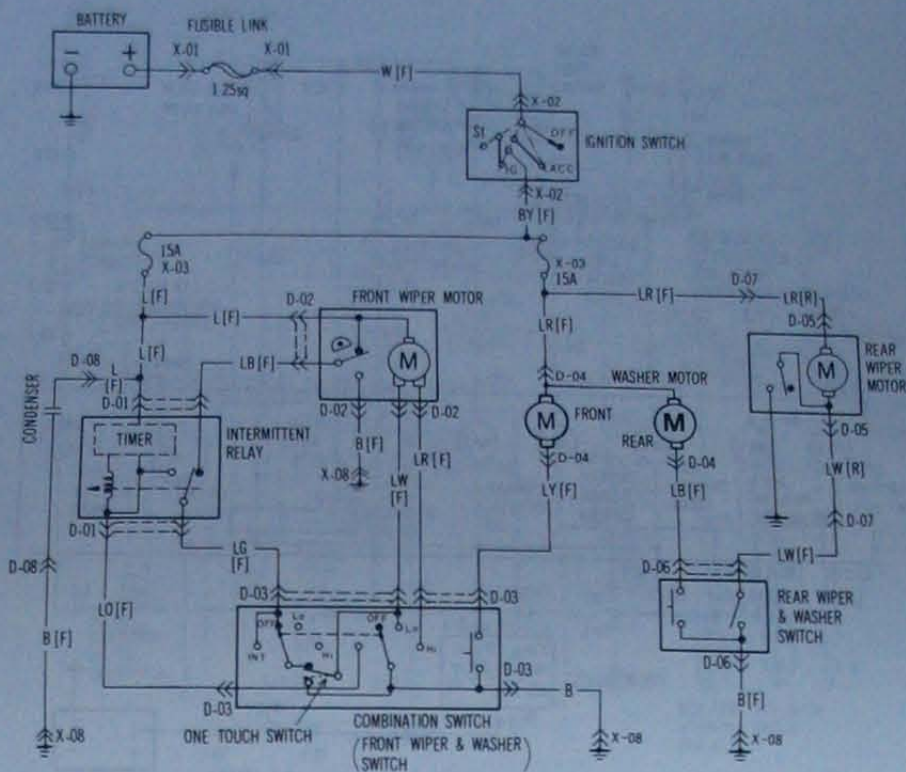 BATTERY
FUSIBLE LINK
- +
X-01 X-01
1.25sq
W[F]
X-02
St OFF
IG ACC
IGNITION SWITCH
X-02
BY[F]
15A
X-03
X-03
15A
D-07
L[F]
D-02
FRONT WIPER MOTOR
LR[F]
LR[R]
L[F]
LR[F]
D-05
L[F]
LB[F]
M
D-08
L
[F]
D-01
CONDENSER
D-04
WASHER MOTOR
M
REAR
WIPER
MOTOR
TIMER
INTERMITTENT
RELAY
D-02
D-02
B[F]
X-08
LR[F]
LW
[F]
M
FRONT
M
REAR
D-04
D-04
D-05
LW[R]
LY[F]
LB[F]
D-01
D-07
D-08
LG
[F]
LW[F]
D-06
LO[F]
D-03
D-03
REAR WIPER
& WASHER
SWITCH
B[F]
OFF Lo OFF Lo
INT Hi Hi
D-06
D-03
D-03
B
B[F]
X-08
ONE TOUCH SWITCH
COMBINATION SWITCH
(FRONT WIPER & WASHER)
SWITCH
X-08
X-08